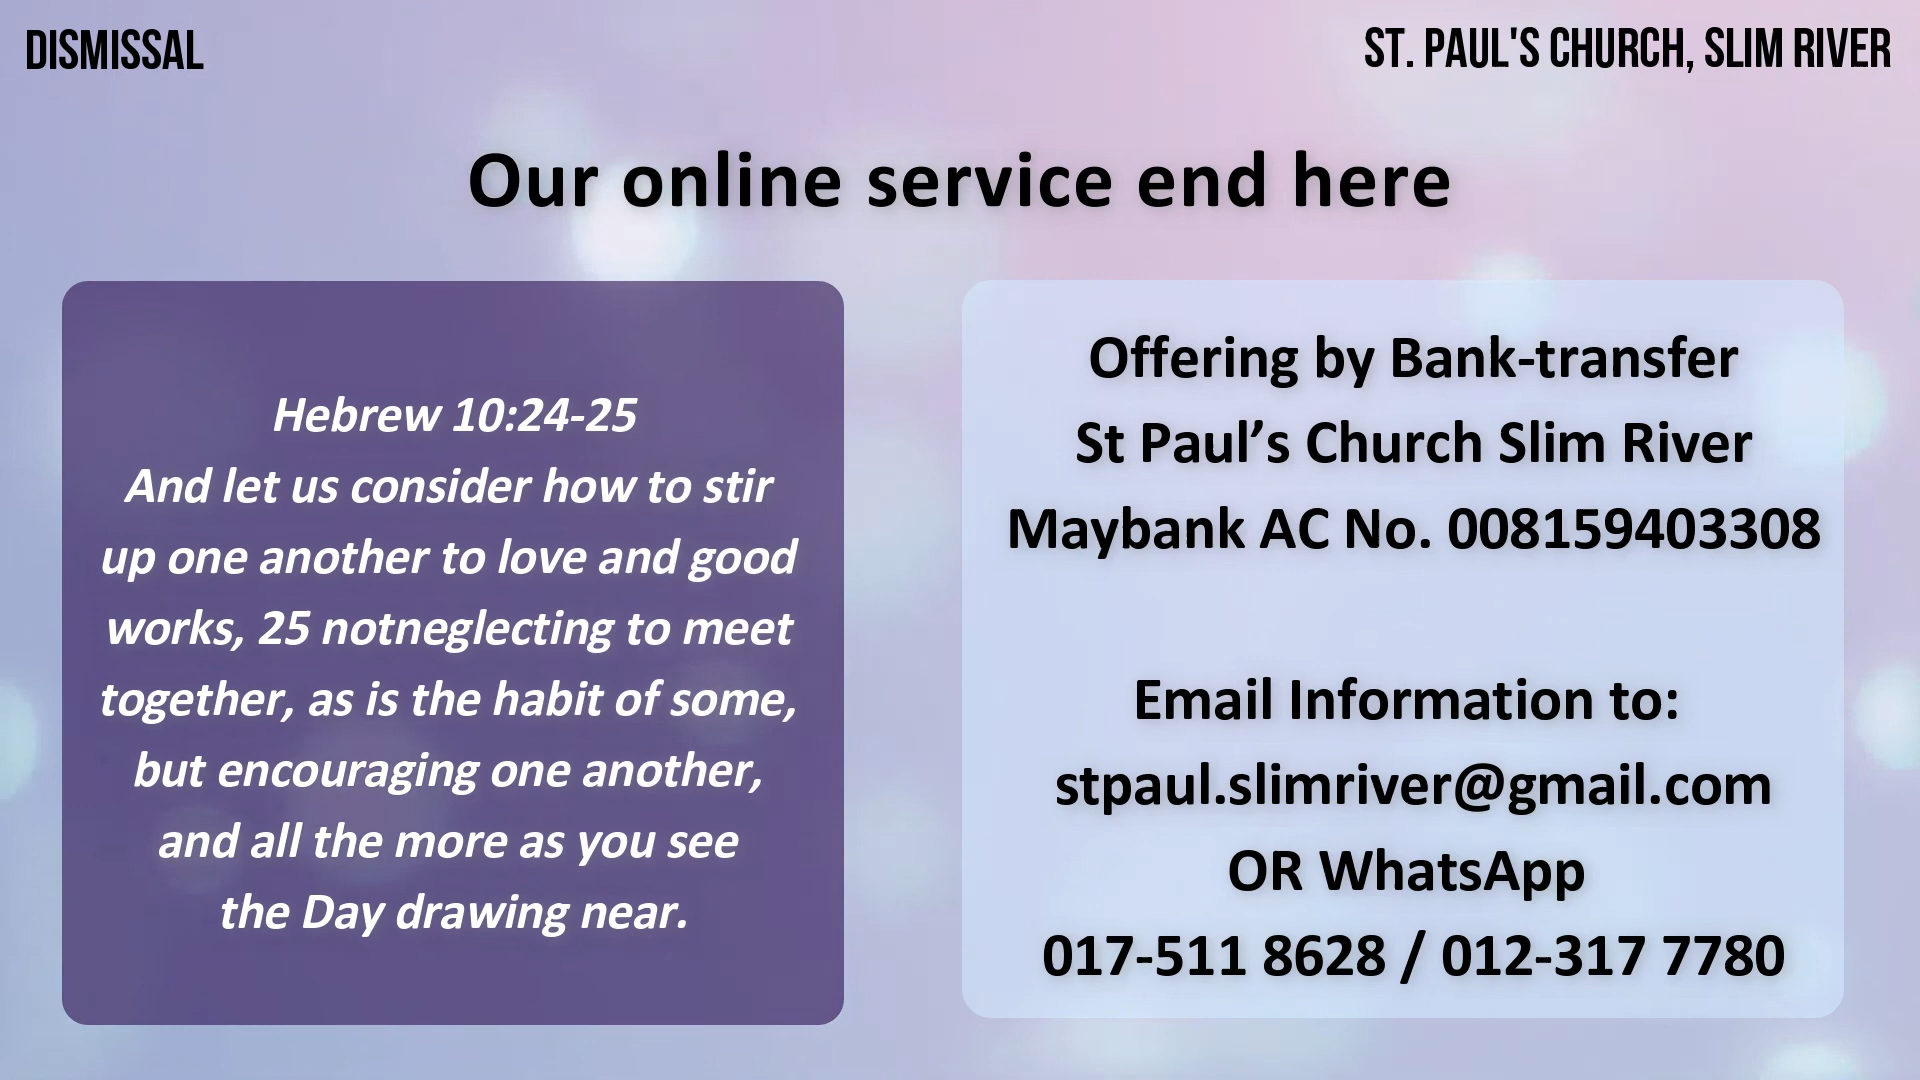 DISMISSAL
ST. PAUL'S CHURCH, SLIM RIVER
Our online service end here
Hebrew 10:24-25
And let us consider how to stir
up one another to love and good
works, 25 notneglecting to meet
together, as is the habit of some,
but encouraging one another,
and all the more as you see
the Day drawing near.
Offering by Bank-transfer
St Paul’s Church Slim River
Maybank AC No. 008159403308
Email Information to:
stpaul.slimriver@gmail.com
OR WhatsApp
017-511 8628 / 012-317 7780